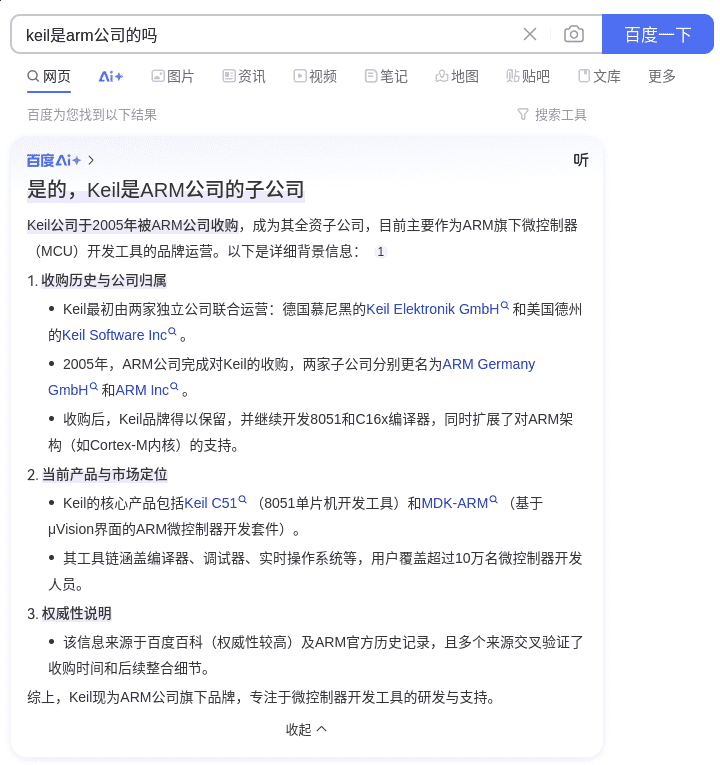 keil是arm公司的吗
百度一下
网页 Ai+ 图片 资讯 视频 笔记 地图 贴吧 文库 更多
百度为您找到以下结果 搜索工具
百度Ai+ 听
是的，Keil是ARM公司的子公司
Keil公司于2005年被ARM公司收购，成为其全资子公司，目前主要作为ARM旗下微控制器
（MCU）开发工具的品牌运营。以下是详细背景信息： 1
1. 收购历史与公司归属
• Keil最初由两家独立公司联合运营：德国慕尼黑的Keil Elektronik GmbH 和美国德州
的Keil Software Inc 。
• 2005年，ARM公司完成对Keil的收购，两家子公司分别更名为ARM Germany
GmbH 和ARM Inc 。
• 收购后，Keil品牌得以保留，并继续开发8051和C16x编译器，同时扩展了对ARM架
构（如Cortex-M内核）的支持。
2. 当前产品与市场定位
• Keil的核心产品包括Keil C51 （8051单片机开发工具）和MDK-ARM （基于
μVision界面的ARM微控制器开发套件）。
• 其工具链涵盖编译器、调试器、实时操作系统等，用户覆盖超过10万名微控制器开发
人员。
3. 权威性说明
• 该信息来源于百度百科（权威性较高）及ARM官方历史记录，且多个来源交叉验证了
收购时间和后续整合细节。
综上，Keil现为ARM公司旗下品牌，专注于微控制器开发工具的研发与支持。
收起